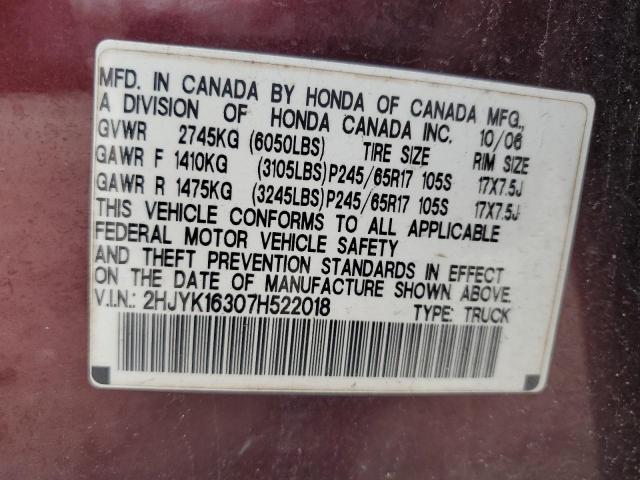 MFD. IN CANADA BY HONDA OF CANADA MFG.,
A DIVISION OF HONDA CANADA INC. 10/06
GVWR 2745KG (6050LBS) TIRE SIZE RIM SIZE
GAWR F 1410KG (3105LBS) P245/65R17 105S 17X7.5J
GAWR R 1475KG (3245LBS) P245/65R17 105S 17X7.5J
THIS VEHICLE CONFORMS TO ALL APPLICABLE
FEDERAL MOTOR VEHICLE SAFETY
AND THEFT PREVENTION STANDARDS IN EFFECT
ON THE DATE OF MANUFACTURE SHOWN ABOVE.
V.I.N.: 2HJYK16307H522018 TYPE: TRUCK